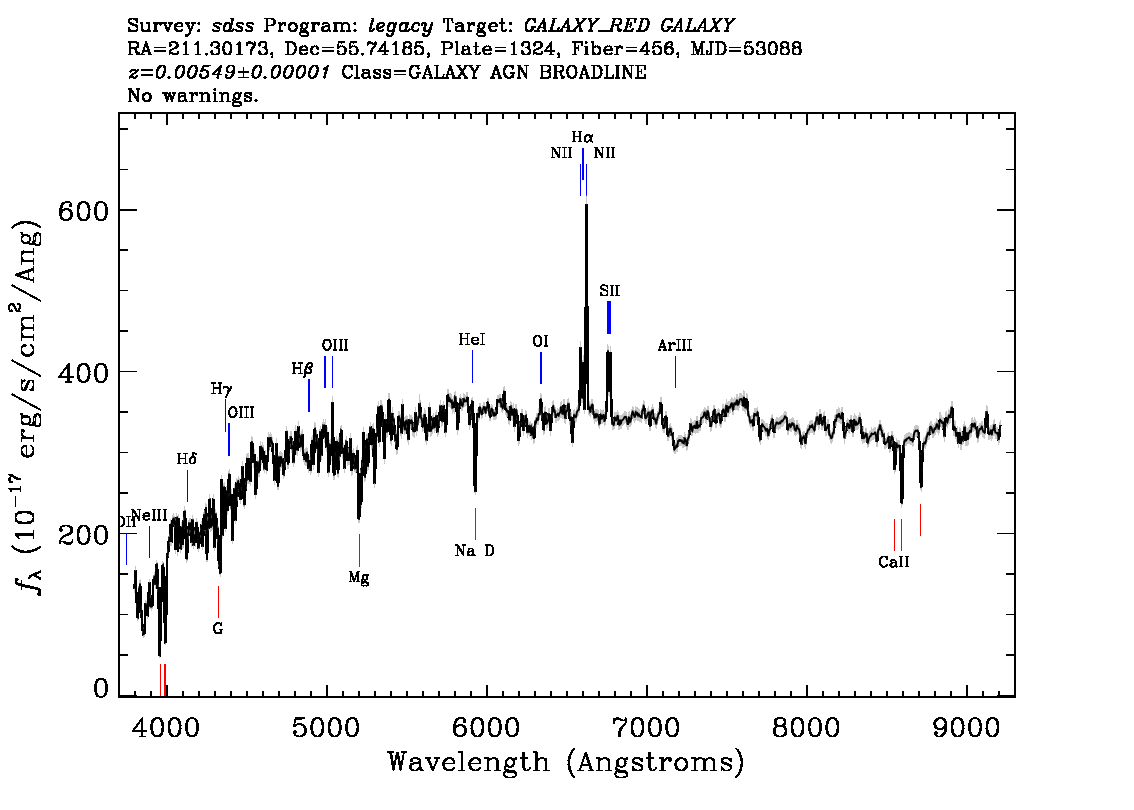 Survey: sdss Program: legacy Target: GALAXY_RED GALAXY
RA=211.30173, Dec=55.74185, Plate=1324, Fiber=456, MJD=53088
z=0.00549±0.00001 Class=GALAXY AGN BROADLINE
No warnings.
Hα
NII NII
600
SII
HeI OI ArIII
OIII
Hβ
400
Hγ
OIII
Hδ
NeIII
OII
200
Na D
CaII
Mg
G
0
4000 5000 6000 7000 8000 9000
Wavelength (Angstroms)
fλ (10⁻¹⁷ erg/s/cm²/Ang)